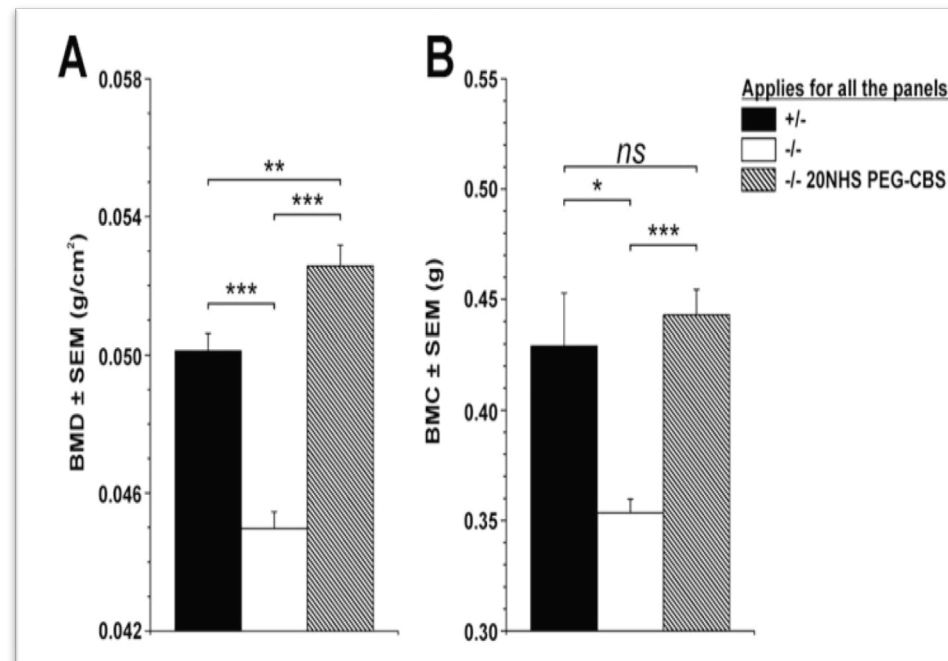 A
BMD ± SEM (g/cm²)
0.058
0.054
0.050
0.046
0.042
**
***
***
B
BMC ± SEM (g)
0.55
0.50
0.45
0.40
0.35
0.30
ns
*
***
Applies for all the panels
+/-
-/-
-/- 20NHS PEG-CBS